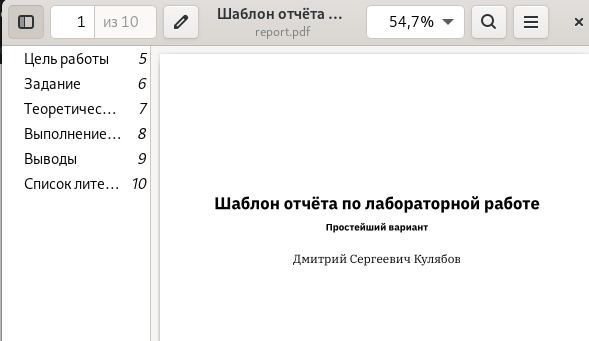 1 из 10
Шаблон отчёта ...
report.pdf
54,7%
Цель работы 5
Задание 6
Теоретичес... 7
Выполнение... 8
Выводы 9
Список лите... 10
Шаблон отчёта по лабораторной работе
Простейший вариант
Дмитрий Сергеевич Кулябов